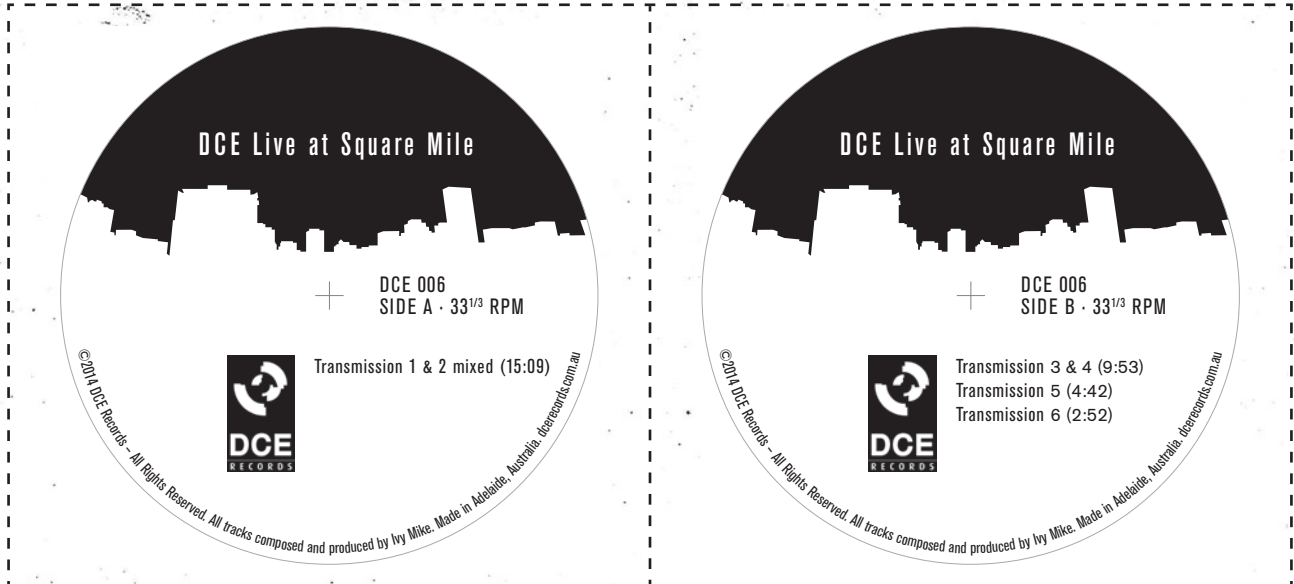 DCE Live at Square Mile
DCE 006
SIDE A · 33 1/3 RPM
Transmission 1 & 2 mixed (15:09)
DCE
RECORDS
©2014 DCE Records – All Rights Reserved. All tracks composed and produced by Ivy Mike. Made in Adelaide, Australia. dcerecords.com.au
DCE Live at Square Mile
DCE 006
SIDE B · 33 1/3 RPM
Transmission 3 & 4 (9:53)
Transmission 5 (4:42)
Transmission 6 (2:52)
DCE
RECORDS
©2014 DCE Records – All Rights Reserved. All tracks composed and produced by Ivy Mike. Made in Adelaide, Australia. dcerecords.com.au